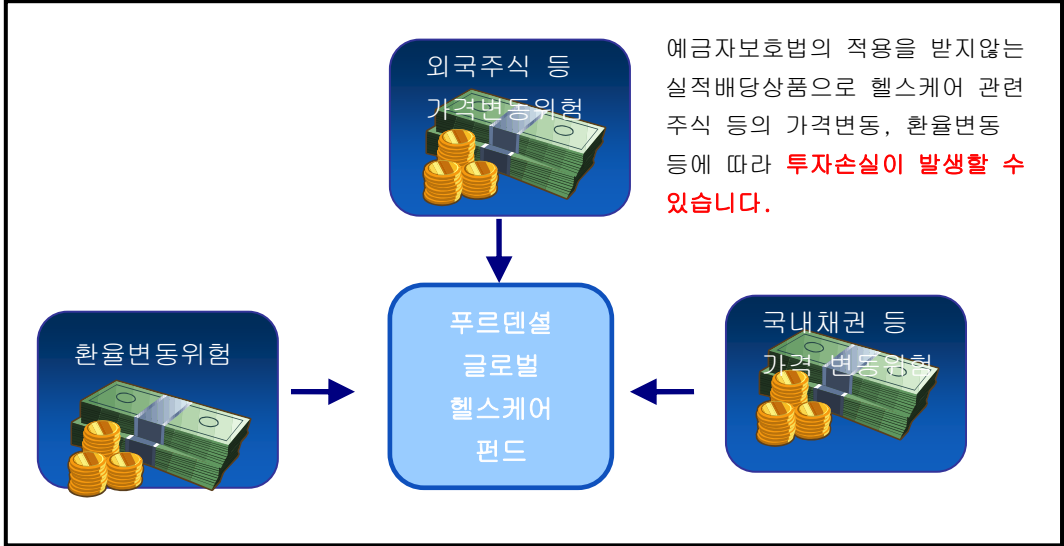 외국주식 등
가격변동위험
예금자보호법의 적용을 받지않는
실적배당상품으로 헬스케어 관련
주식 등의 가격변동, 환율변동
등에 따라 투자손실이 발생할 수
있습니다.
환율변동위험
푸르덴셜
글로벌
헬스케어
펀드
국내채권 등
가격 변동위험